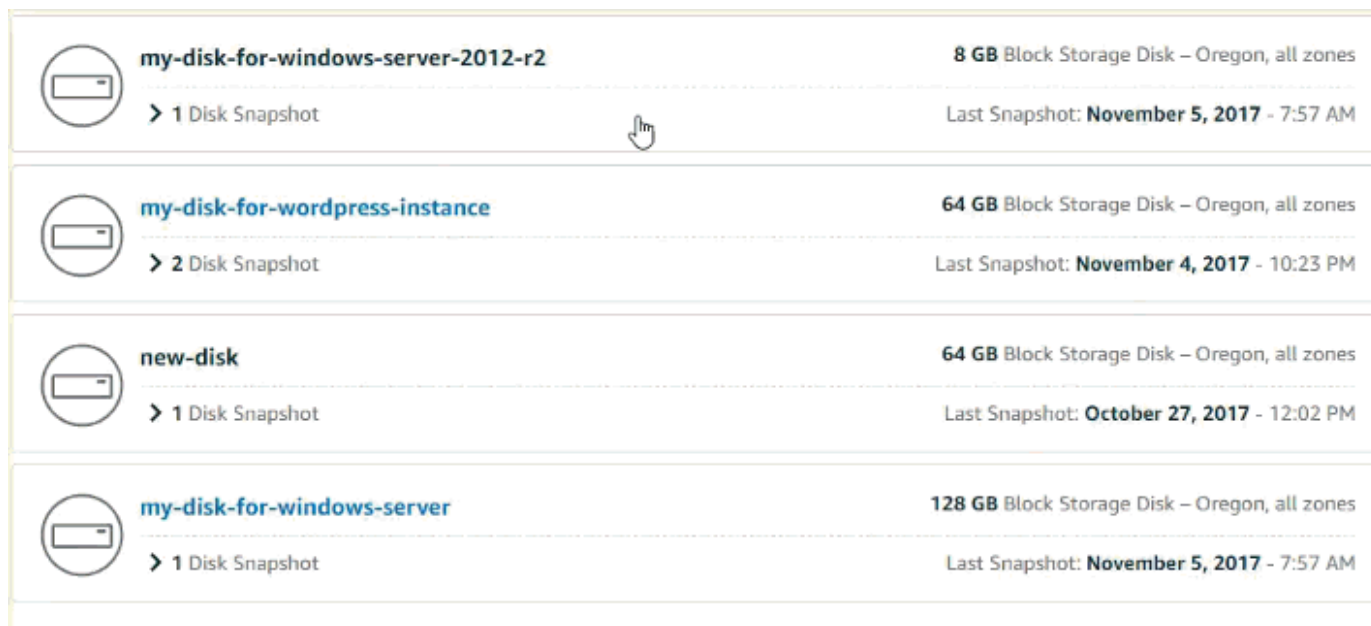 my-disk-for-windows-server-2012-r2
8 GB Block Storage Disk – Oregon, all zones
1 Disk Snapshot
Last Snapshot: November 5, 2017 - 7:57 AM
my-disk-for-wordpress-instance
64 GB Block Storage Disk – Oregon, all zones
2 Disk Snapshot
Last Snapshot: November 4, 2017 - 10:23 PM
new-disk
64 GB Block Storage Disk – Oregon, all zones
1 Disk Snapshot
Last Snapshot: October 27, 2017 - 12:02 PM
my-disk-for-windows-server
128 GB Block Storage Disk – Oregon, all zones
1 Disk Snapshot
Last Snapshot: November 5, 2017 - 7:57 AM